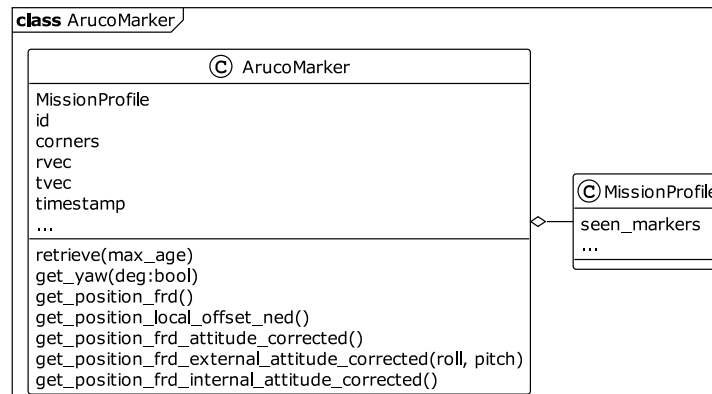 class ArucoMarker
C ArucoMarker
MissionProfile
id
corners
rvec
tvec
timestamp
...
retrieve(max_age)
get_yaw(deg:bool)
get_position_frd()
get_position_local_offset_ned()
get_position_frd_attitude_corrected()
get_position_frd_external_attitude_corrected(roll, pitch)
get_position_frd_internal_attitude_corrected()
C MissionProfile
seen_markers
...